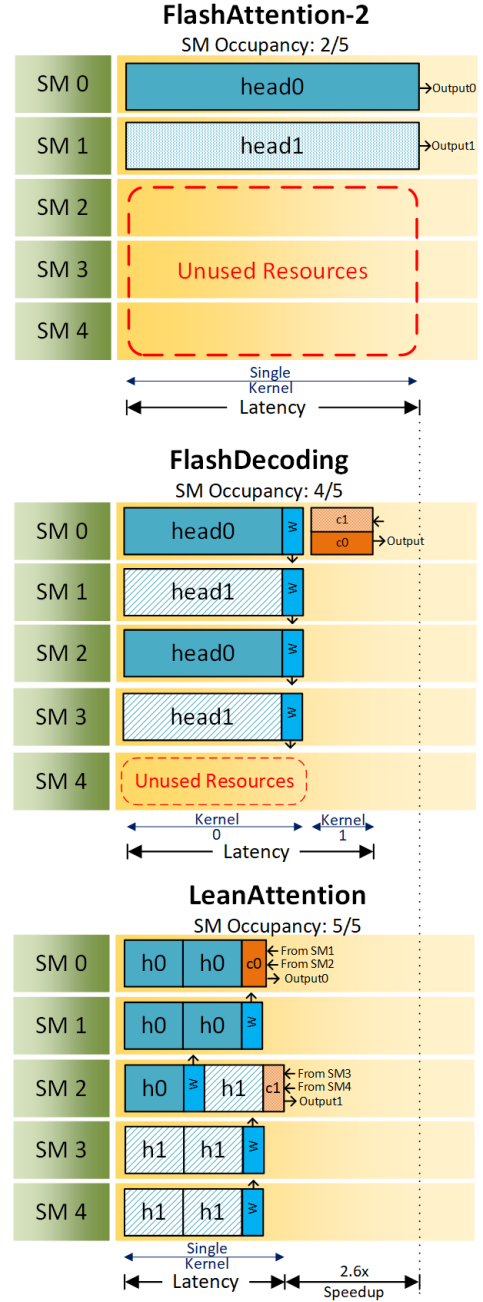 FlashAttention-2
SM Occupancy: 2/5
SM 0
head0
Output0
SM 1
head1
Output1
SM 2
SM 3
Unused Resources
SM 4
Single
Kernel
Latency
FlashDecoding
SM Occupancy: 4/5
SM 0
head0
W
c1
c0
Output
SM 1
head1
W
SM 2
head0
W
SM 3
head1
W
SM 4
Unused Resources
Kernel
0
Kernel
1
Latency
LeanAttention
SM Occupancy: 5/5
SM 0
h0
h0
c0
From SM1
From SM2
Output0
SM 1
h0
h0
W
SM 2
h0
W
h1
c1
From SM3
From SM4
Output1
SM 3
h1
h1
W
SM 4
h1
h1
W
Single
Kernel
Latency
2.6x
Speedup